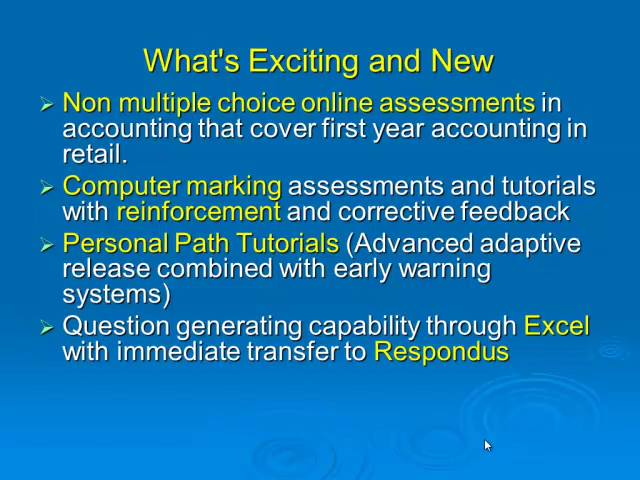 What's Exciting and New
Non multiple choice online assessments in
accounting that cover first year accounting in
retail.
Computer marking assessments and tutorials
with reinforcement and corrective feedback
Personal Path Tutorials (Advanced adaptive
release combined with early warning
systems)
Question generating capability through Excel
with immediate transfer to Respondus